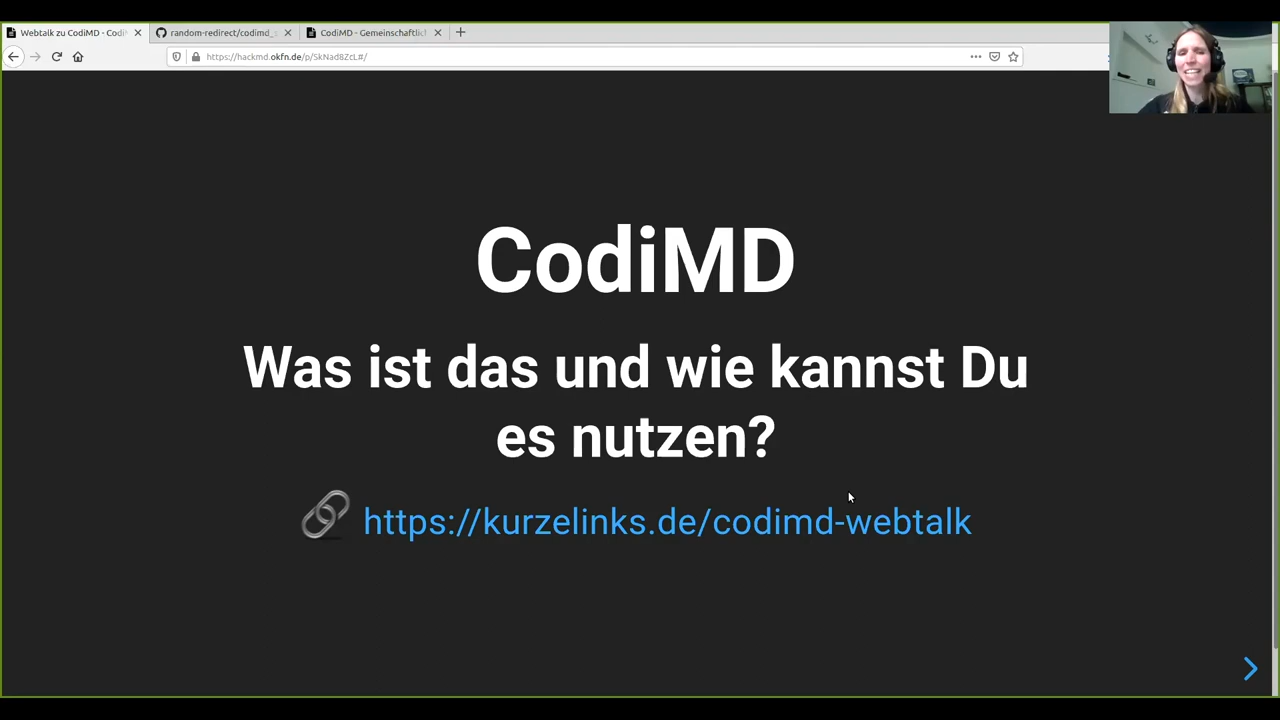 Webtalk zu CodiMD - Codi
random-redirect/codimd_
CodiMD - Gemeinschaftlic
https://hackmd.okfn.de/p/SkNad8ZcL#/
CodiMD
Was ist das und wie kannst Du
es nutzen?
https://kurzelinks.de/codimd-webtalk